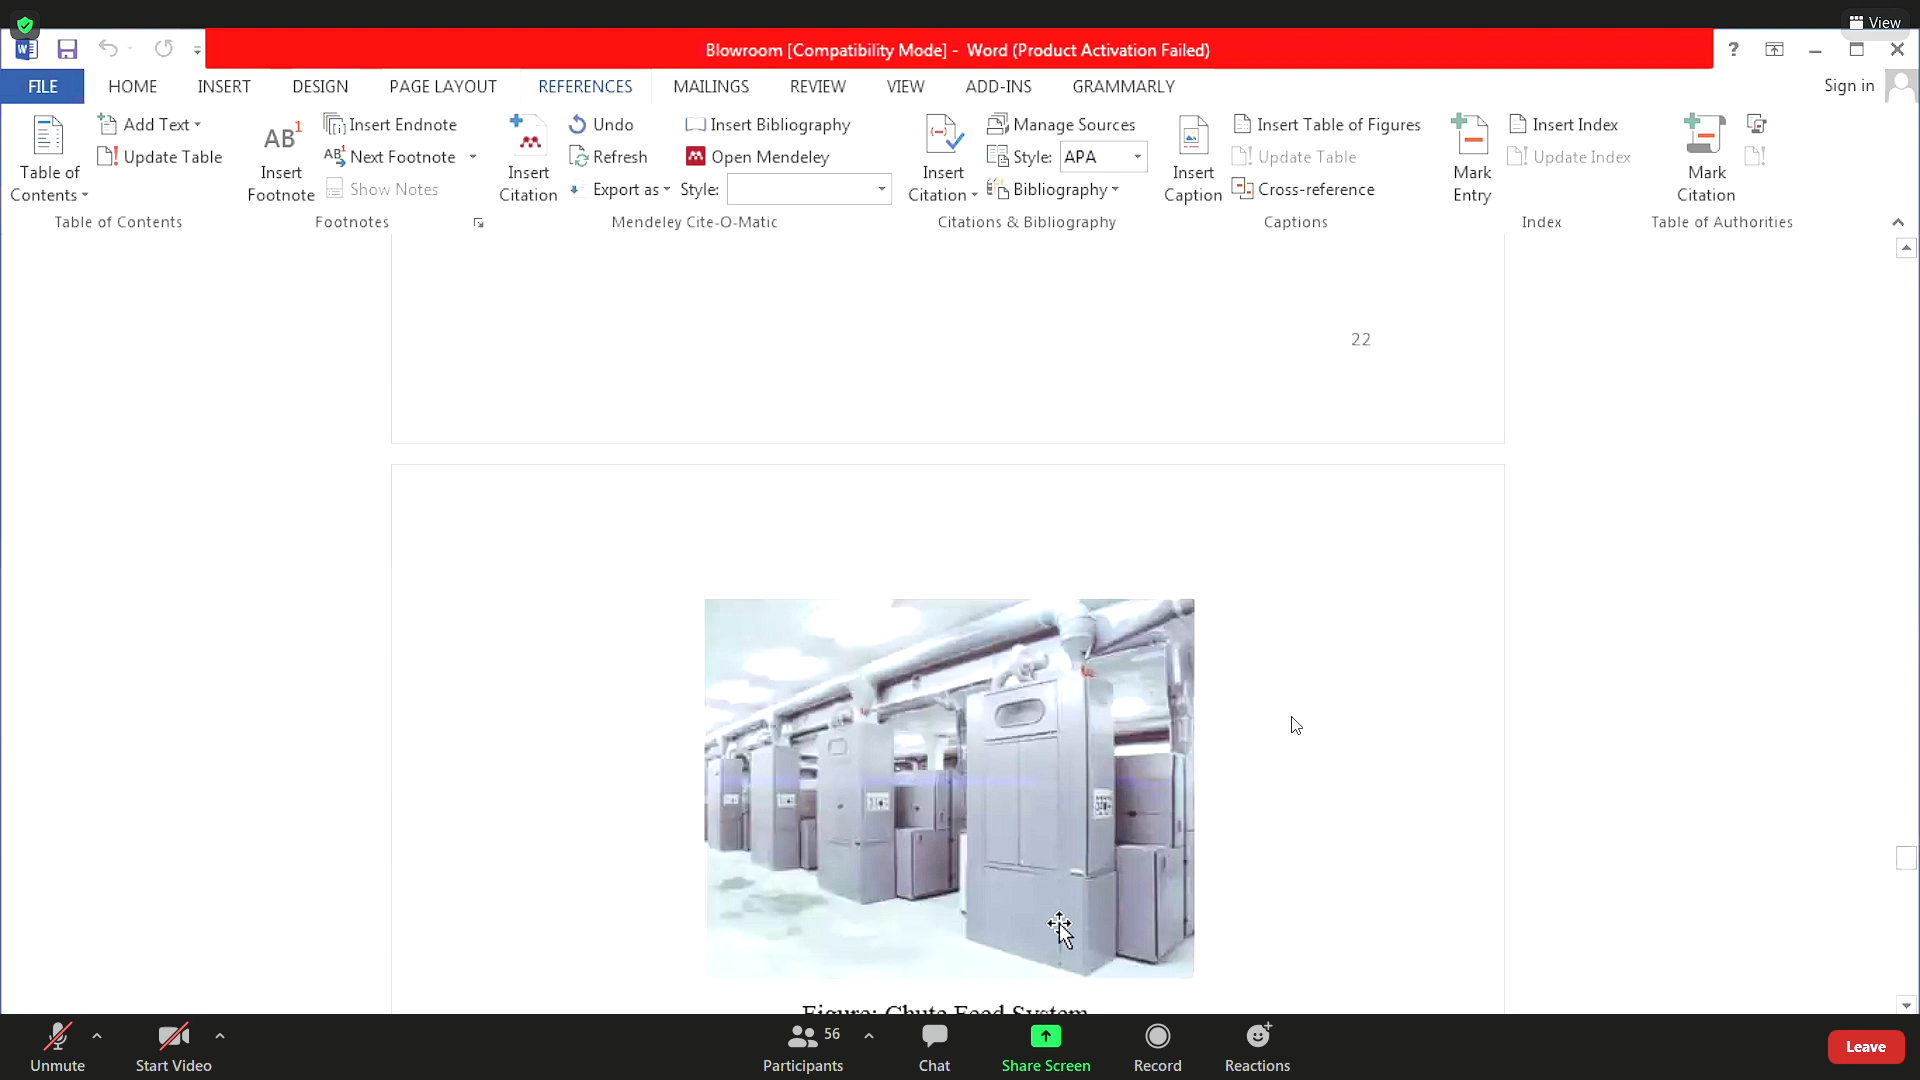 View
Blowroom [Compatibility Mode] - Word (Product Activation Failed)
?
FILE HOME INSERT DESIGN PAGE LAYOUT REFERENCES MAILINGS REVIEW VIEW ADD-INS GRAMMARLY Sign in
Table of Contents
Add Text
Update Table
Table of Contents
AB1
Insert Footnote
Insert Endnote
Next Footnote
Show Notes
Footnotes
Insert Citation
Undo
Refresh
Export as
Insert Bibliography
Open Mendeley
Style:
Mendeley Cite-O-Matic
Insert Citation
Manage Sources
Style: APA
Bibliography
Citations & Bibliography
Insert Caption
Insert Table of Figures
Update Table
Cross-reference
Captions
Mark Entry
Insert Index
Update Index
Index
Mark Citation
Table of Authorities
22
Figure: Chute Feed System
Unmute
Start Video
56
Participants
Chat
Share Screen
Record
Reactions
Leave